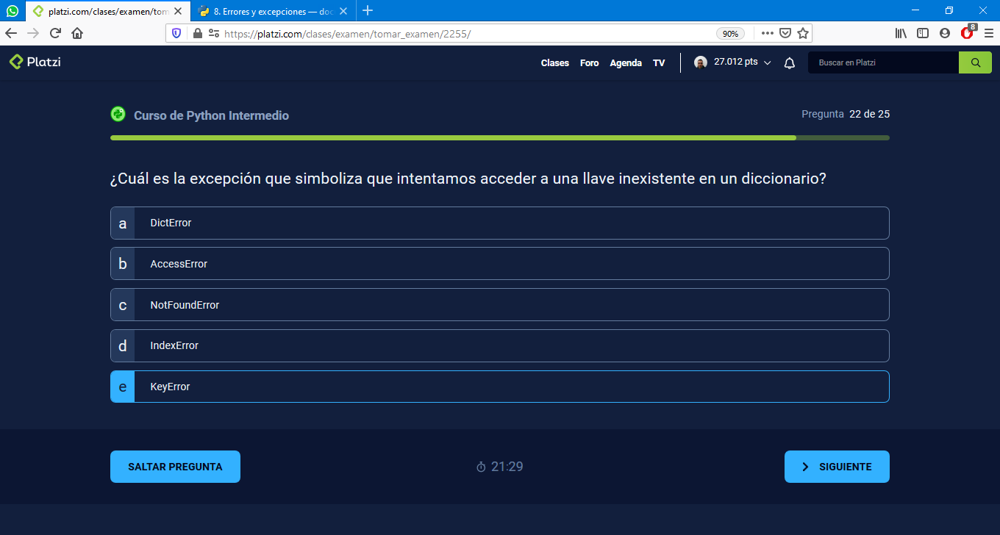 platzi.com/clases/examen/tom
8. Errores y excepciones — doc
https://platzi.com/clases/examen/tomar_examen/2255/
90%
8
Platzi
Clases
Foro
Agenda
TV
27.012 pts
Buscar en Platzi
Curso de Python Intermedio
Pregunta 22 de 25
¿Cuál es la excepción que simboliza que intentamos acceder a una llave inexistente en un diccionario?
a DictError
b AccessError
c NotFoundError
d IndexError
e KeyError
SALTAR PREGUNTA
21:29
SIGUIENTE